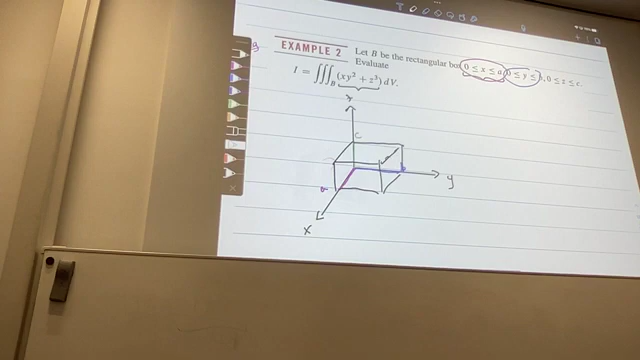 EXAMPLE 2 Let B be the rectangular box 0 ≤ x ≤ a, 0 ≤ y ≤ b, 0 ≤ z ≤ c.
Evaluate
I = ∭_B (xy² + z³) dV.
z
c
b
y
a
x